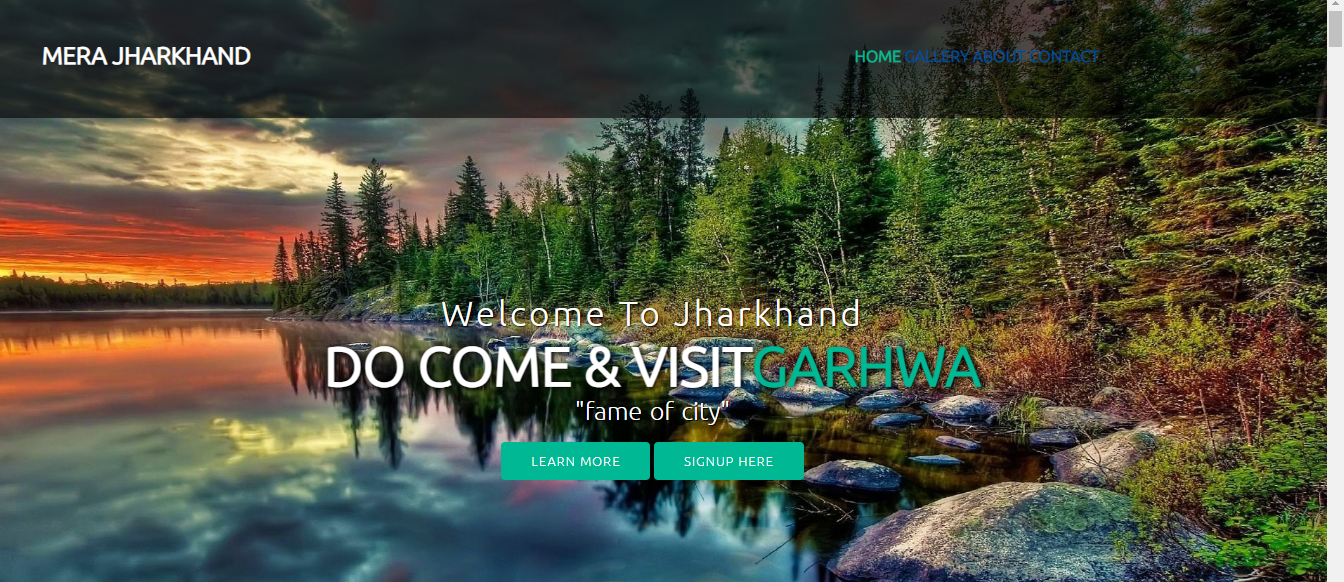 MERA JHARKHAND
HOME GALLERY ABOUT CONTACT
Welcome To Jharkhand
DO COME & VISITGARHWA
"fame of city"
LEARN MORE SIGNUP HERE